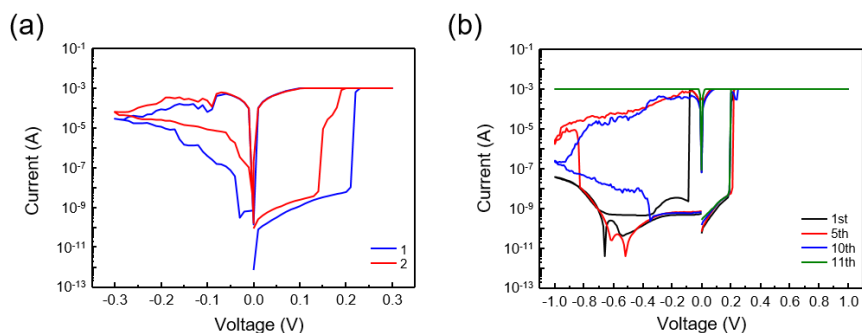 (a)
10-1
10-3
10-5
10-7
10-9
10-11
10-13
Current (A)
-0.3 -0.2 -0.1 0.0 0.1 0.2 0.3
Voltage (V)
1
2
(b)
10-1
10-3
10-5
10-7
10-9
10-11
10-13
Current (A)
-1.0 -0.8 -0.6 -0.4 -0.2 0.0 0.2 0.4 0.6 0.8 1.0
Voltage (V)
1st
5th
10th
11th